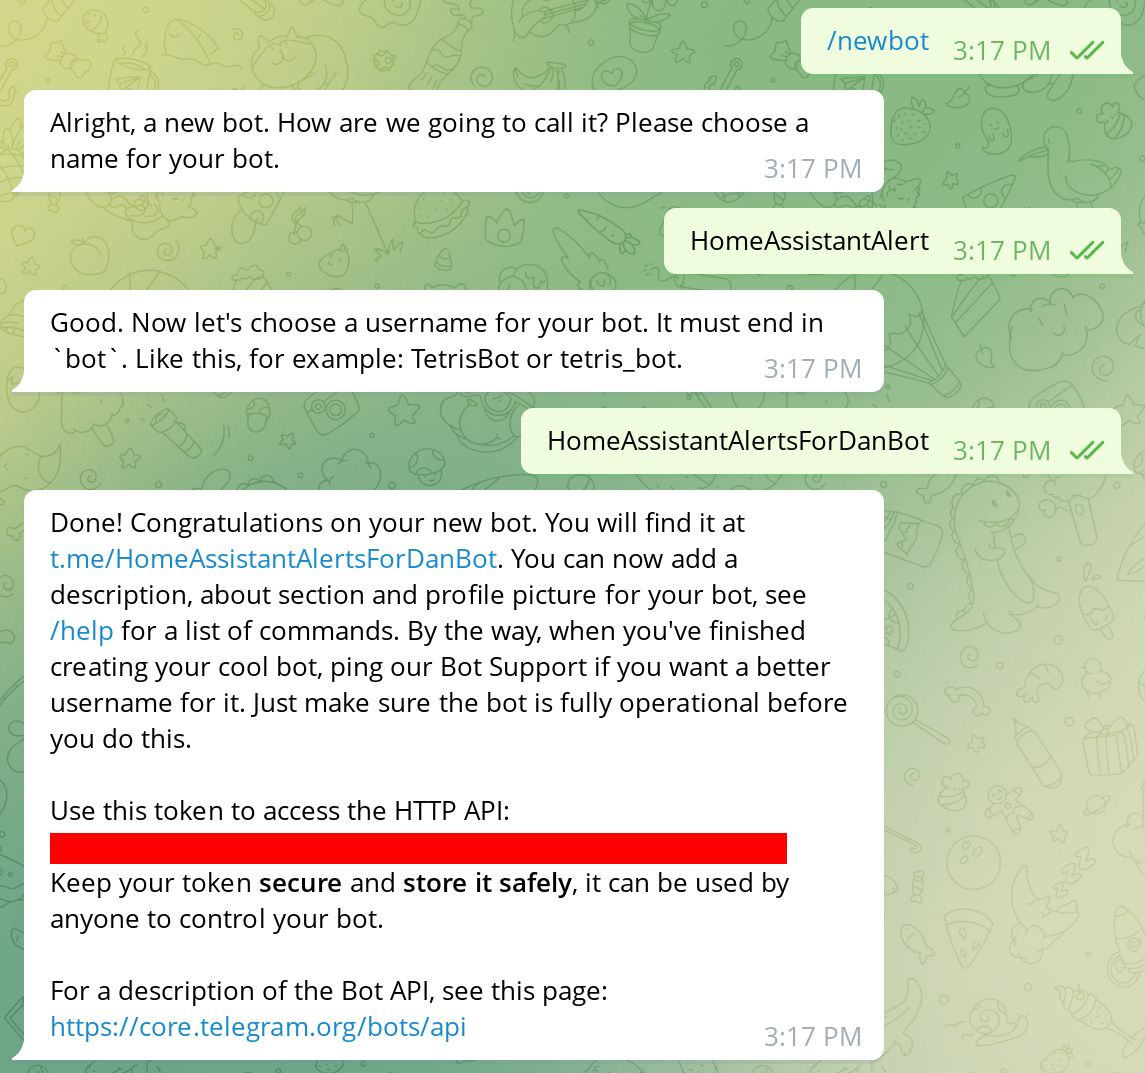 /newbot 3:17 PM
Alright, a new bot. How are we going to call it? Please choose a
name for your bot.
3:17 PM
HomeAssistantAlert 3:17 PM
Good. Now let's choose a username for your bot. It must end in
`bot`. Like this, for example: TetrisBot or tetris_bot.
3:17 PM
HomeAssistantAlertsForDanBot 3:17 PM
Done! Congratulations on your new bot. You will find it at
t.me/HomeAssistantAlertsForDanBot. You can now add a
description, about section and profile picture for your bot, see
/help for a list of commands. By the way, when you've finished
creating your cool bot, ping our Bot Support if you want a better
username for it. Just make sure the bot is fully operational before
you do this.
Use this token to access the HTTP API:
Keep your token secure and store it safely, it can be used by
anyone to control your bot.
For a description of the Bot API, see this page:
https://core.telegram.org/bots/api
3:17 PM